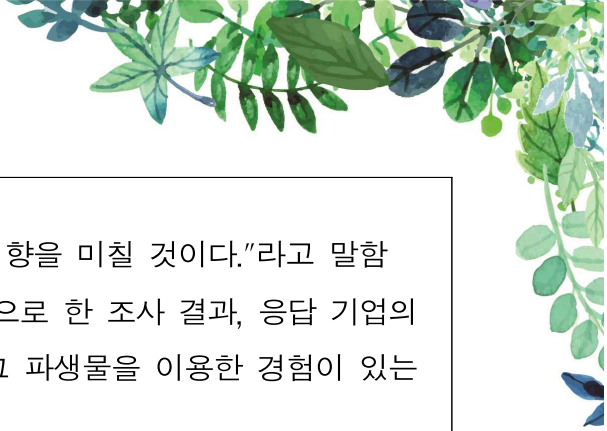 향을 미칠 것이다."라고 말함
으로 한 조사 결과, 응답 기업의
파생물을 이용한 경험이 있는